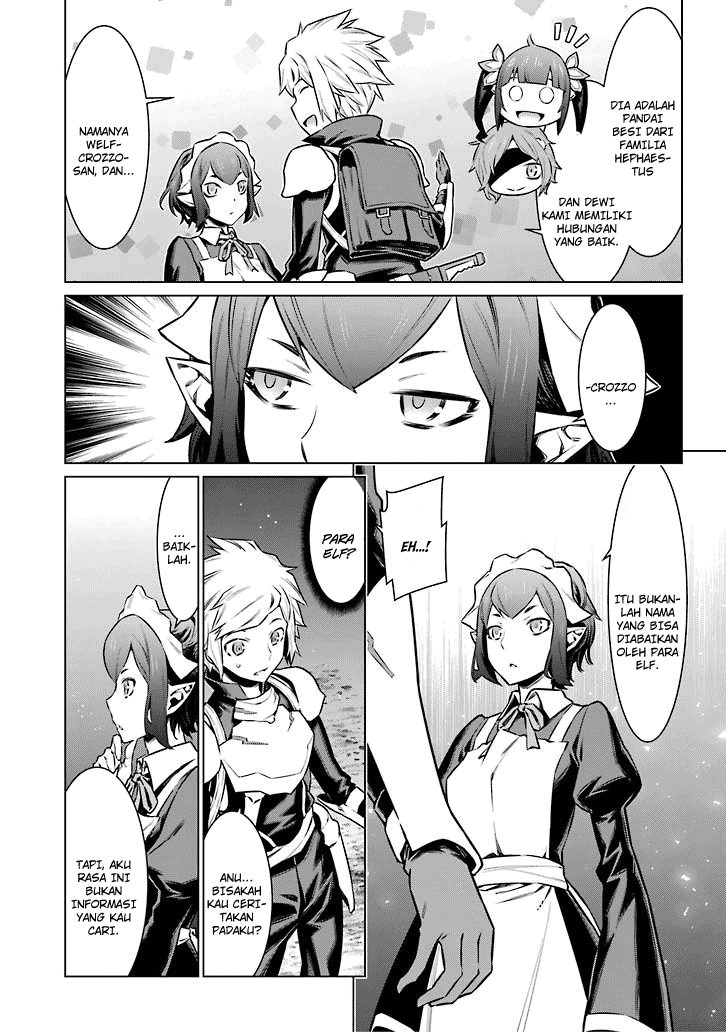 DIA ADALAH
PANDAI
BESI DARI
FAMILIA
HEPHAES-
TUS
DAN DEWI
KAMI MEMILIKI
HUBUNGAN
YANG BAIK.
NAMANYA
WELF-
CROZZO-
SAN, DAN...
-CROZZO
...
ITU BUKAN-
LAH NAMA
YANG BISA
DIABAIKAN
OLEH PARA
ELF.
EH...!
PARA
ELF?
ANU...
BISAKAH
KAU CERI-
TAKAN
PADAKU?
...
BAIK-
LAH.
TAPI, AKU
RASA INI
BUKAN
INFORMASI
YANG KAU
CARI.